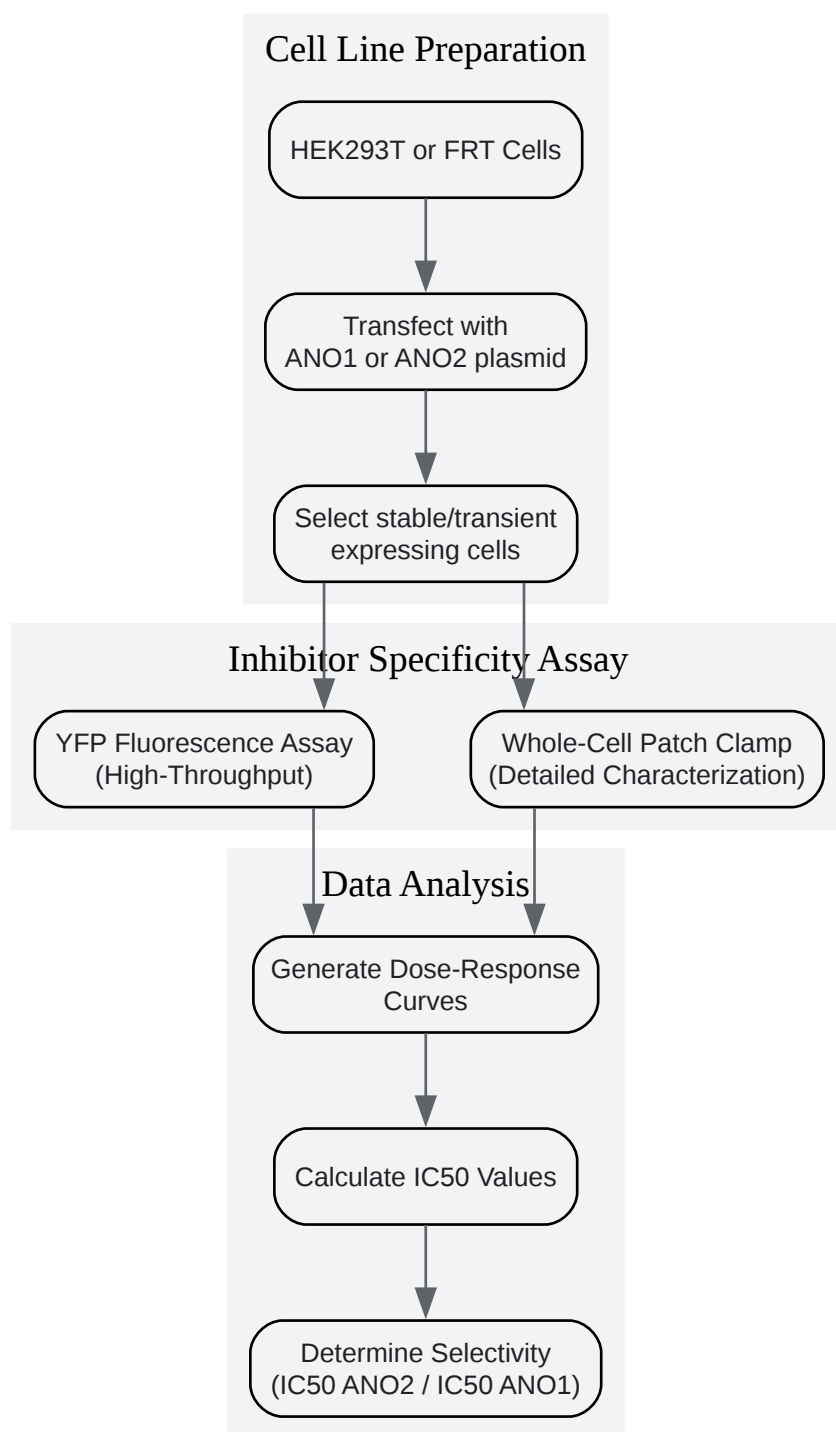 Cell Line Preparation
HEK293T or FRT Cells
Transfect with
ANO1 or ANO2 plasmid
Select stable/transient
expressing cells
Inhibitor Specificity Assay
YFP Fluorescence Assay
(High-Throughput)
Whole-Cell Patch Clamp
(Detailed Characterization)
Data Analysis
Generate Dose-Response
Curves
Calculate IC50 Values
Determine Selectivity
(IC50 ANO2 / IC50 ANO1)